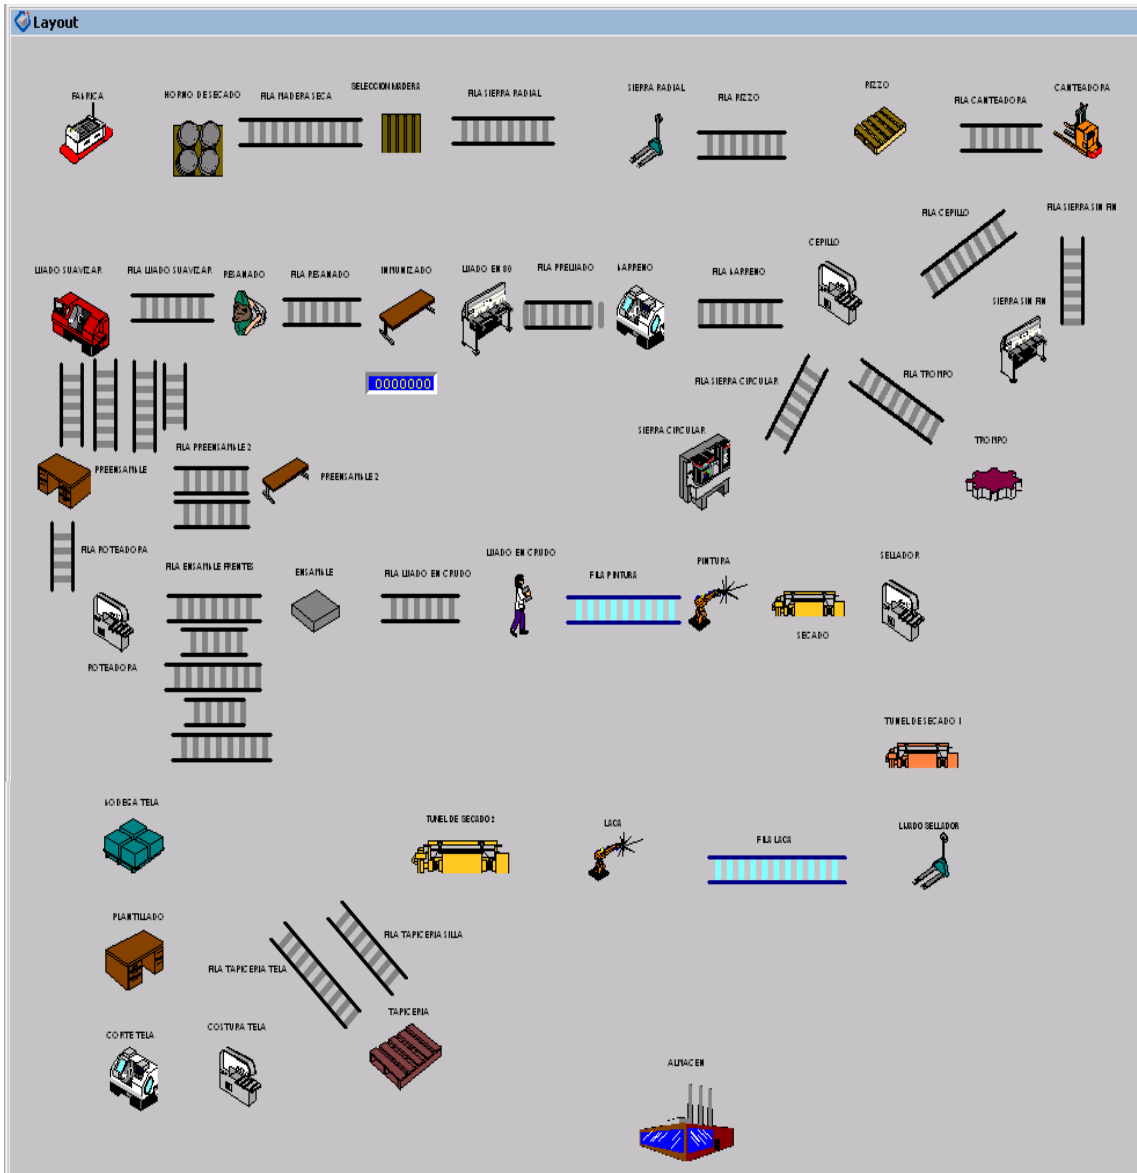 Layout
FABRICA
HORNO DE SECADO
FILA MADERA SECA
SELECCION MADERA
FILA SIERRA RADIAL
SIERRA RADIAL
FILA RIZZO
RIZZO
FILA CANTEADORA
CANTEADORA
FILA CEPILLO
FILA SIERRA SIN FIN
LIJADO SUAVIZAR
FILA LIJADO SUAVIZAR
RESANADO
FILA RESANADO
INMUNIZADO
LIJADO EN 80
FILA PRELIJADO
BARRENO
FILA BARRENO
CEPILLO
SIERRA SIN FIN
0000000
FILA SIERRA CIRCULAR
FILA TROMPO
SIERRA CIRCULAR
TROMPO
FILA PREENSAMBLE 2
PREENSAMBLE
PREENSAMBLE 2
FILA ROTEADORA
FILA ENSAMBLE FRENTES
ENSAMBLE
FILA LIJADO EN CRUDO
LIJADO EN CRUDO
FILA PINTURA
PINTURA
SELLADOR
SECADO
ROTEADORA
TUNEL DE SECADO 1
BODEGA TELA
TUNEL DE SECADO 2
LACA
FILA LACA
LIJADO SELLADOR
PLANTILLADO
FILA TAPICERIA SILLA
FILA TAPICERIA TELA
TAPICERIA
CORTE TELA
COSTURA TELA
ALMACEN